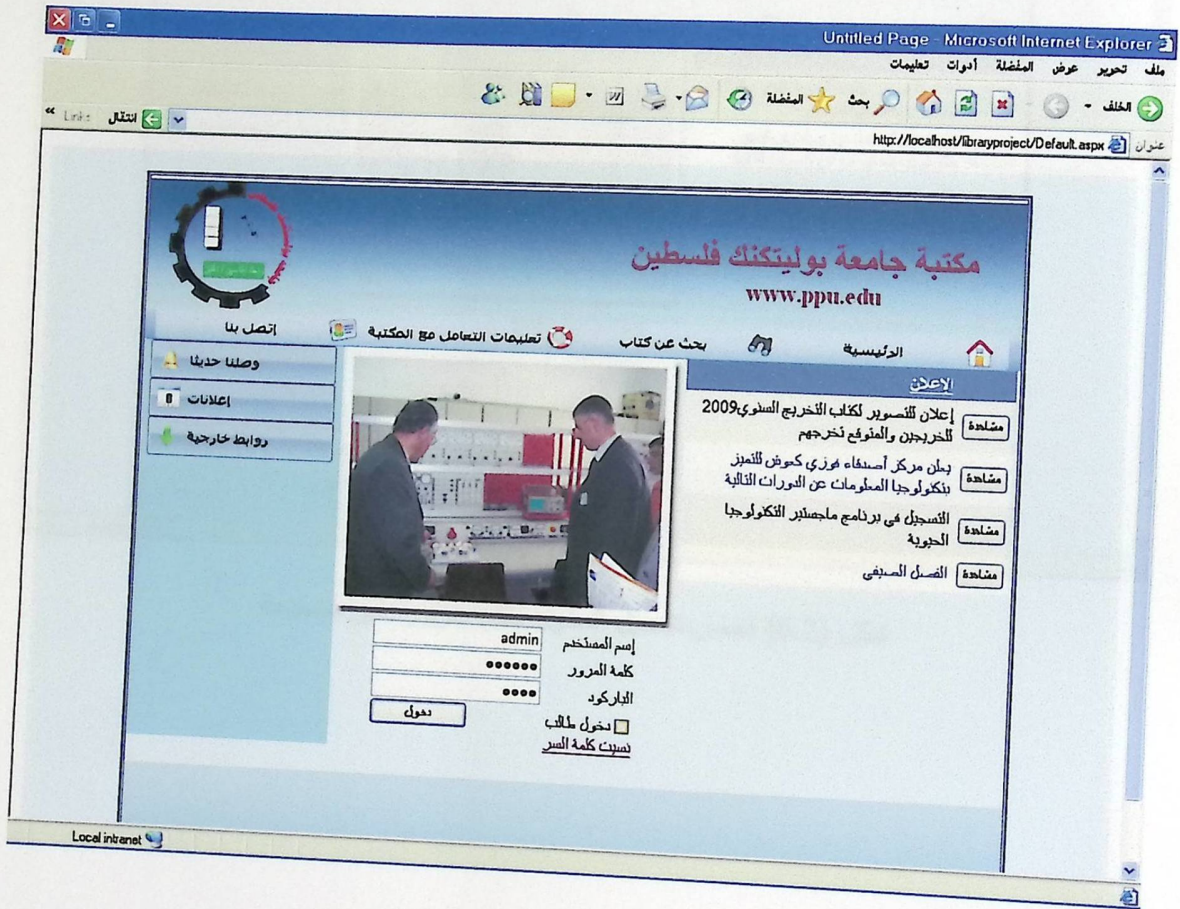 Untitled Page - Microsoft Internet Explorer
ملف تحرير عرض المفضلة أدوات تعليمات
الخلف بحث المفضلة
عنوان http://localhost/libraryproject/Default.aspx انتقال Links »
مكتبة جامعة بوليتكنك فلسطين
www.ppu.edu
الرئيسية بحث عن كتاب تعليمات التعامل مع المكتبة إتصل بنا
الإعلان
مشاهدة إعلان للتصوير لكتاب التخريج السنوي2009
للخريجين والمتوقع تخرجهم
مشاهدة يعلن مركز أصدقاء فوزي كعوش للتميز
بتكنولوجيا المعلومات عن الدورات التالية
مشاهدة التسجيل في برنامج ماجستير التكنولوجيا
الحيوية
مشاهدة الفصل الصيفي
وصلنا حديثا
إعلانات
روابط خارجية
إسم المستخدم admin
كلمة المرور ••••••
الباركود ••••
دخول طالب دخول
نسيت كلمة السر
Local intranet